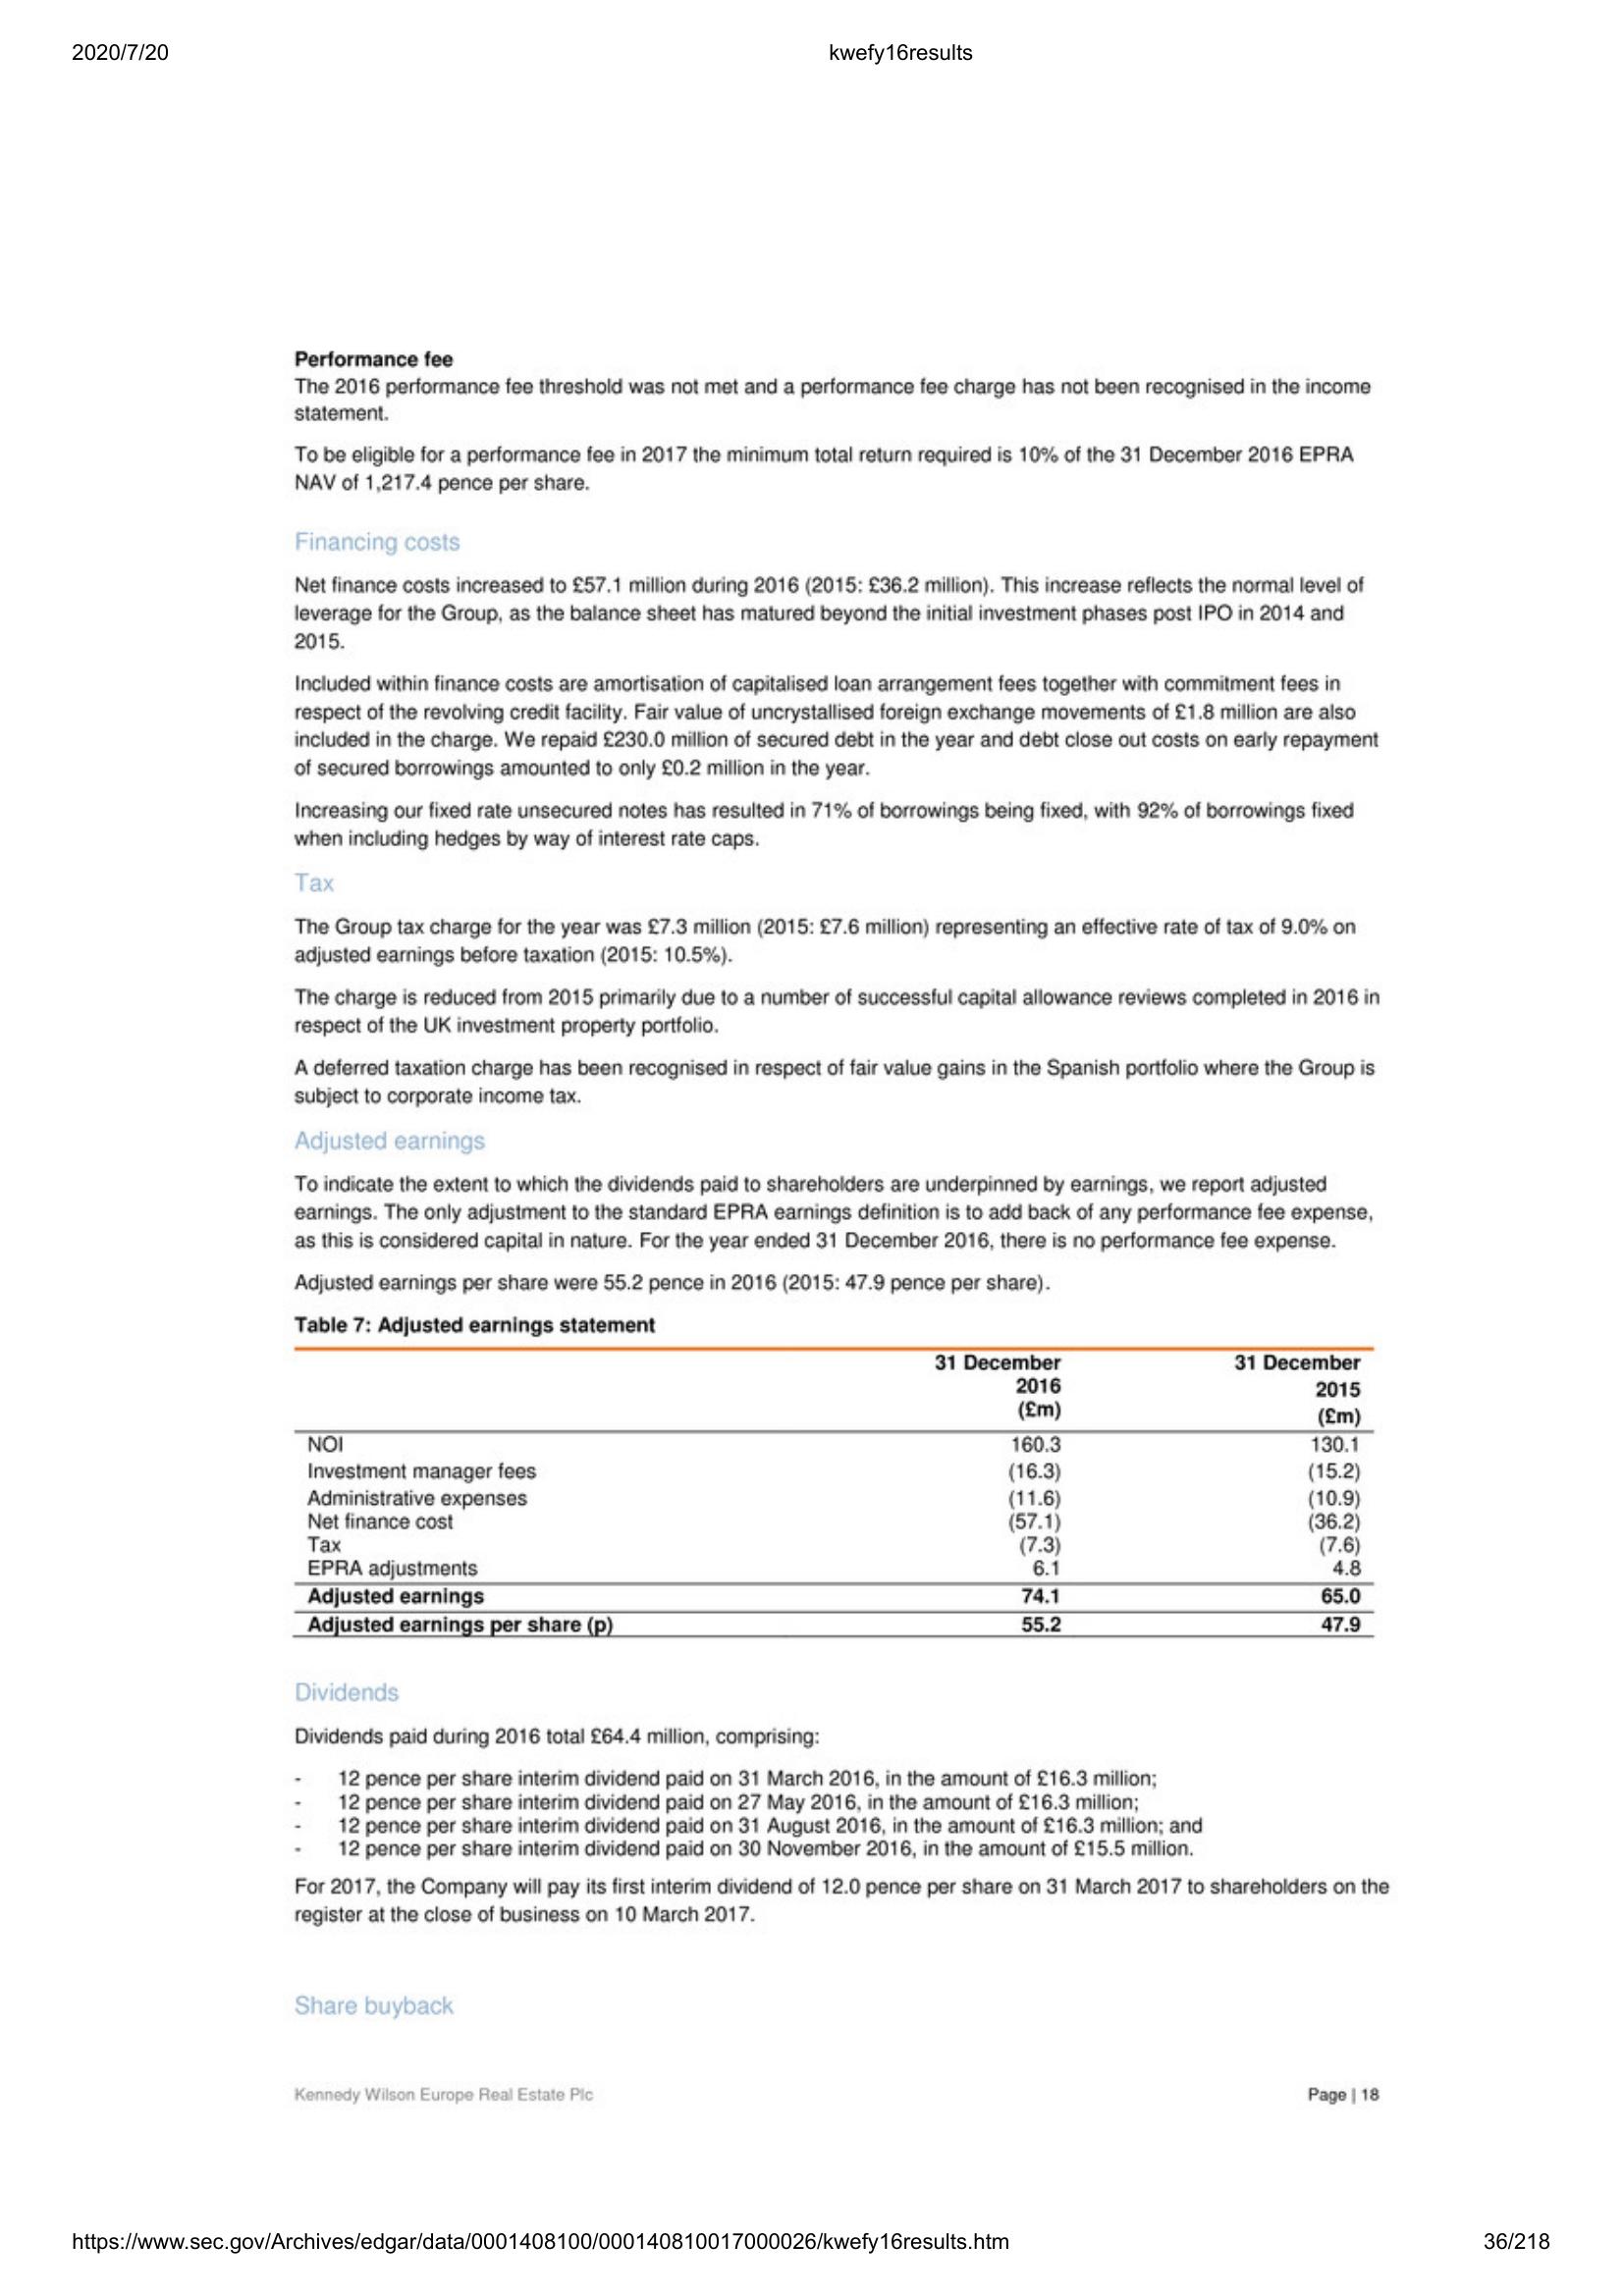 2020/7/20 kwefy16results
Performance fee
The 2016 performance fee threshold was not met and a performance fee charge has not been recognised in the income
statement.
To be eligible for a performance fee in 2017 the minimum total return required is 10% of the 31 December 2016 EPRA
NAV of 1,217.4 pence per share.
Financing costs
Net finance costs increased to £57.1 million during 2016 (2015: £36.2 million). This increase reflects the normal level of
leverage for the Group, as the balance sheet has matured beyond the initial investment phases post IPO in 2014 and
2015.
Included within finance costs are amortisation of capitalised loan arrangement fees together with commitment fees in
respect of the revolving credit facility. Fair value of uncrystallised foreign exchange movements of £1.8 million are also
included in the charge. We repaid £230.0 million of secured debt in the year and debt close out costs on early repayment
of secured borrowings amounted to only £0.2 million in the year.
Increasing our fixed rate unsecured notes has resulted in 71% of borrowings being fixed, with 92% of borrowings fixed
when including hedges by way of interest rate caps.
Tax
The Group tax charge for the year was £7.3 million (2015: £7.6 million) representing an effective rate of tax of 9.0% on
adjusted earnings before taxation (2015: 10.5%).
The charge is reduced from 2015 primarily due to a number of successful capital allowance reviews completed in 2016 in
respect of the UK investment property portfolio.
A deferred taxation charge has been recognised in respect of fair value gains in the Spanish portfolio where the Group is
subject to corporate income tax.
Adjusted earnings
To indicate the extent to which the dividends paid to shareholders are underpinned by earnings, we report adjusted
earnings. The only adjustment to the standard EPRA earnings definition is to add back of any performance fee expense,
as this is considered capital in nature. For the year ended 31 December 2016, there is no performance fee expense.
Adjusted earnings per share were 55.2 pence in 2016 (2015: 47.9 pence per share).
Table 7: Adjusted earnings statement
31 December 31 December
2016 2015
(£m) (£m)
NOI 160.3 130.1
Investment manager fees (16.3) (15.2)
Administrative expenses (11.6) (10.9)
Net finance cost (57.1) (36.2)
Tax (7.3) (7.6)
EPRA adjustments 6.1 4.8
Adjusted earnings 74.1 65.0
Adjusted earnings per share (p) 55.2 47.9
Dividends
Dividends paid during 2016 total £64.4 million, comprising:
- 12 pence per share interim dividend paid on 31 March 2016, in the amount of £16.3 million;
- 12 pence per share interim dividend paid on 27 May 2016, in the amount of £16.3 million;
- 12 pence per share interim dividend paid on 31 August 2016, in the amount of £16.3 million; and
- 12 pence per share interim dividend paid on 30 November 2016, in the amount of £15.5 million.
For 2017, the Company will pay its first interim dividend of 12.0 pence per share on 31 March 2017 to shareholders on the
register at the close of business on 10 March 2017.
Share buyback
Kennedy Wilson Europe Real Estate Plc Page | 18
https://www.sec.gov/Archives/edgar/data/0001408100/000140810017000026/kwefy16results.htm 36/218